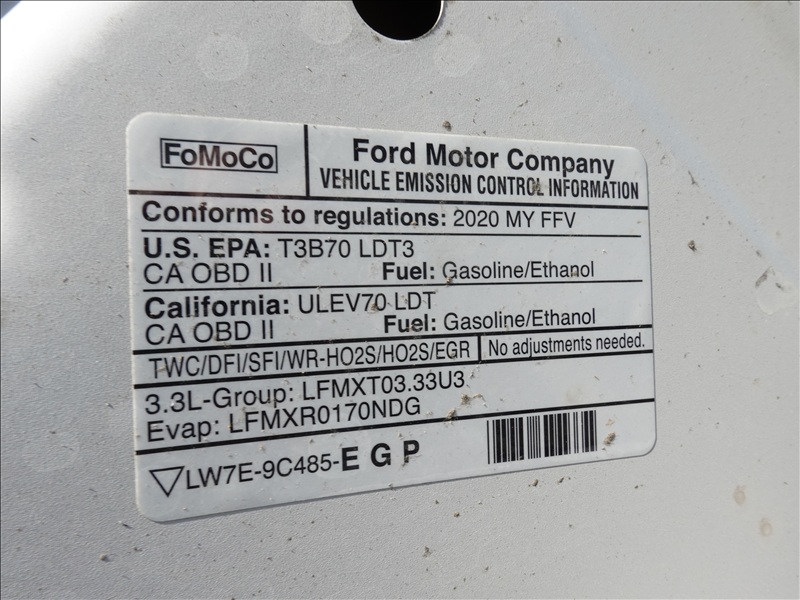 FoMoCo
Ford Motor Company
VEHICLE EMISSION CONTROL INFORMATION
Conforms to regulations: 2020 MY FFV
U.S. EPA: T3B70 LDT3
CA OBD II Fuel: Gasoline/Ethanol
California: ULEV70 LDT
CA OBD II Fuel: Gasoline/Ethanol
TWC/DFI/SFI/WR-HO2S/HO2S/EGR No adjustments needed.
3.3L-Group: LFMXT03.33U3
Evap: LFMXR0170NDG
LW7E-9C485-EGP